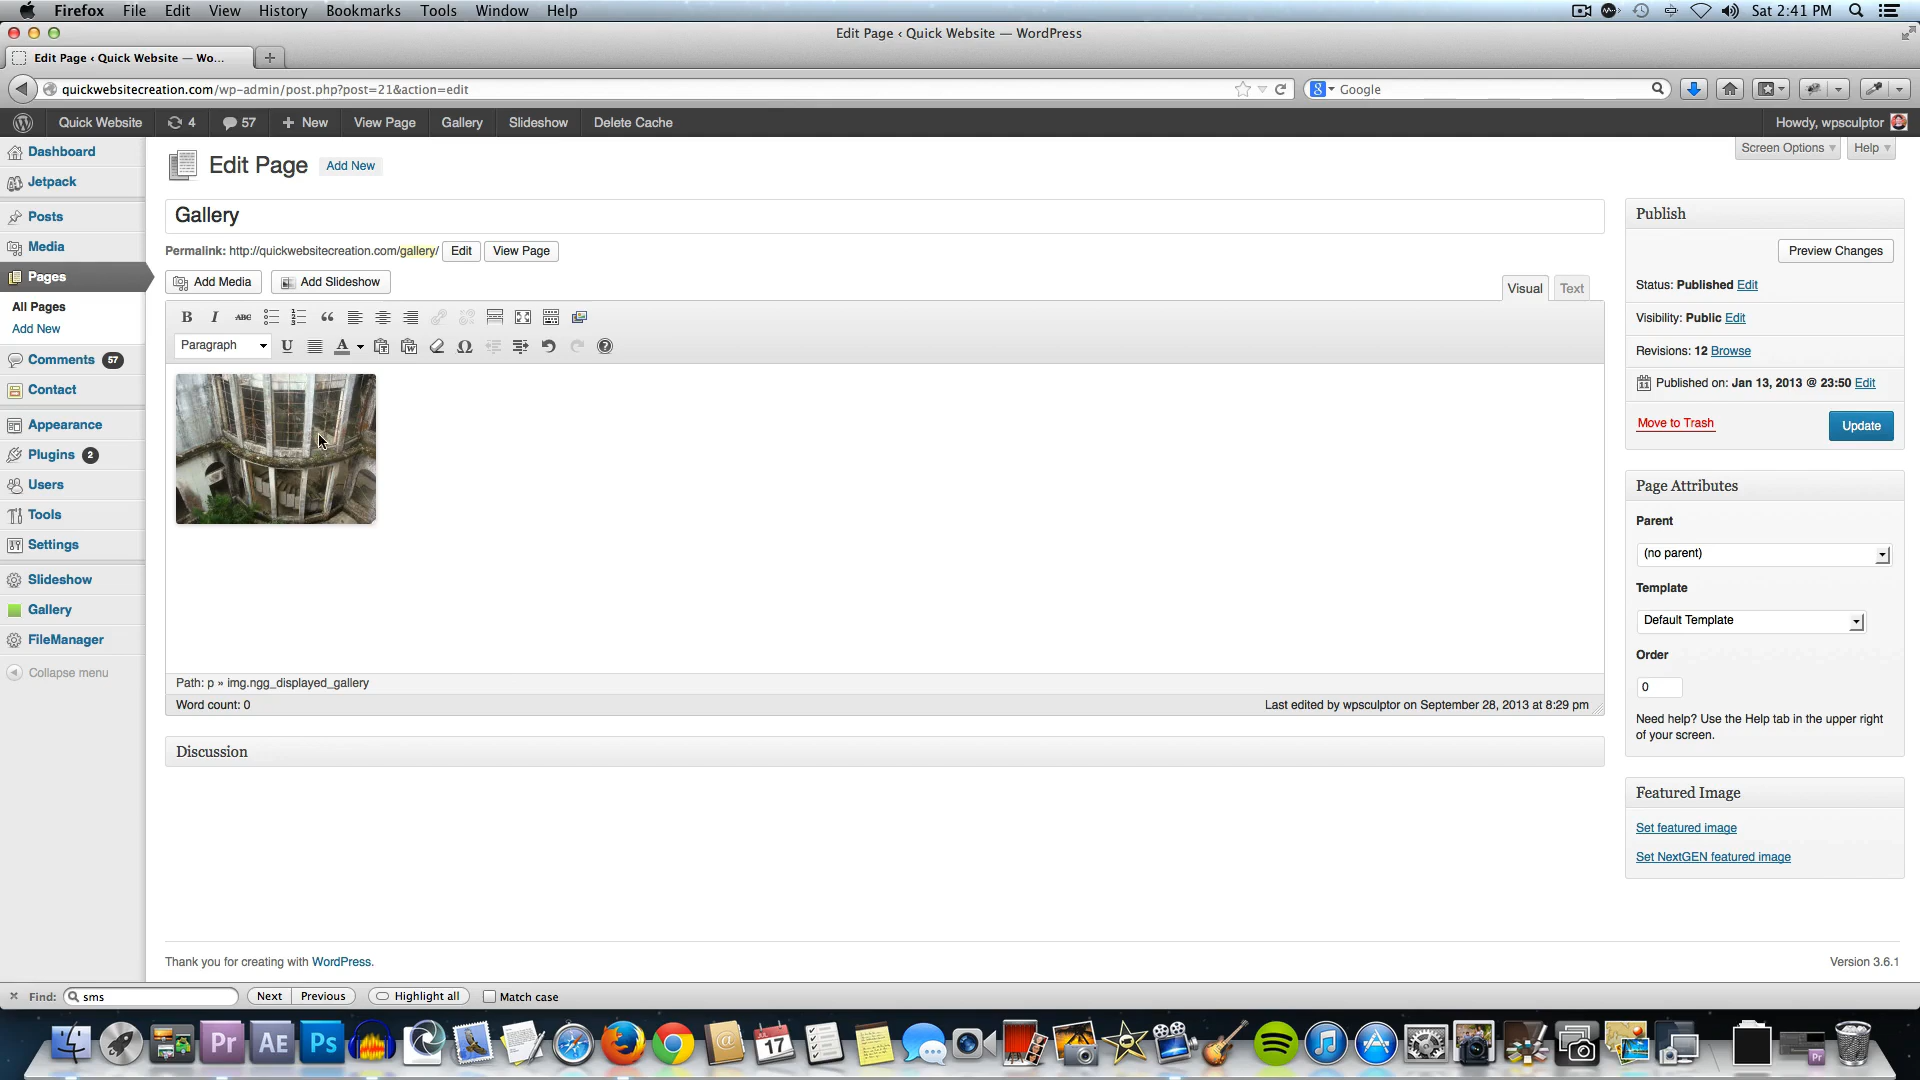 Firefox File Edit View History Bookmarks Tools Window Help Sat 2:41 PM
Edit Page ‹ Quick Website — WordPress
Edit Page ‹ Quick Website — Wo...
quickwebsitecreation.com/wp-admin/post.php?post=21&action=edit
Google
Quick Website 4 57 + New View Page Gallery Slideshow Delete Cache Howdy, wpsculptor
Screen Options Help
Dashboard
Jetpack
Posts
Media
Pages
All Pages
Add New
Comments 57
Contact
Appearance
Plugins 2
Users
Tools
Settings
Slideshow
Gallery
FileManager
Collapse menu
Edit Page Add New
Gallery
Permalink: http://quickwebsitecreation.com/gallery/ Edit View Page
Add Media Add Slideshow
Visual Text
B I ABC
Paragraph U A
Path: p » img.ngg_displayed_gallery
Word count: 0 Last edited by wpsculptor on September 28, 2013 at 8:29 pm
Discussion
Publish
Preview Changes
Status: Published Edit
Visibility: Public Edit
Revisions: 12 Browse
Published on: Jan 13, 2013 @ 23:50 Edit
Move to Trash Update
Page Attributes
Parent
(no parent)
Template
Default Template
Order
0
Need help? Use the Help tab in the upper right
of your screen.
Featured Image
Set featured image
Set NextGEN featured image
Thank you for creating with WordPress. Version 3.6.1
Find: sms Next Previous Highlight all Match case
Pr AE Ps 17 Pr